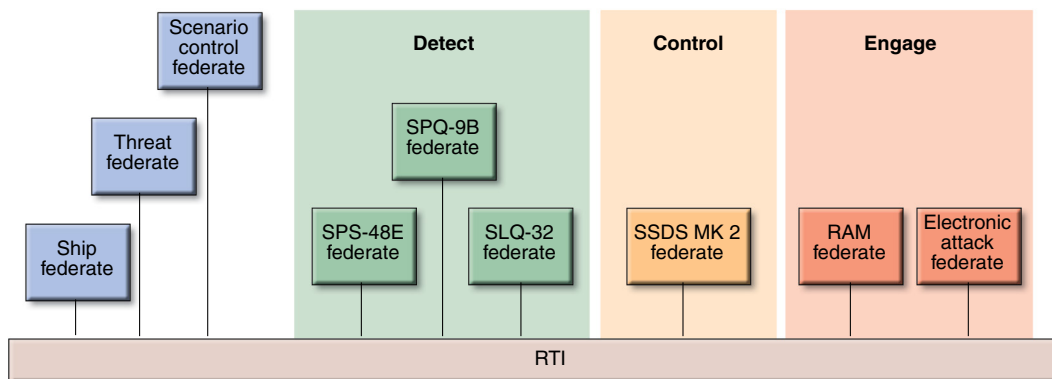 Scenario
control
federate
Threat
federate
Ship
federate
Detect
SPQ-9B
federate
SPS-48E
federate
SLQ-32
federate
Control
SSDS MK 2
federate
Engage
RAM
federate
Electronic
attack
federate
RTI